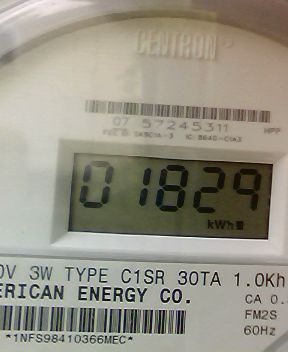 CENTRON®
07 57245311 HPP
01829
kWh
0V 3W TYPE C1SR 30TA 1.0Kh
ERICAN ENERGY CO. CA 0.
FM2S
60Hz
*1NFS98410366MEC*